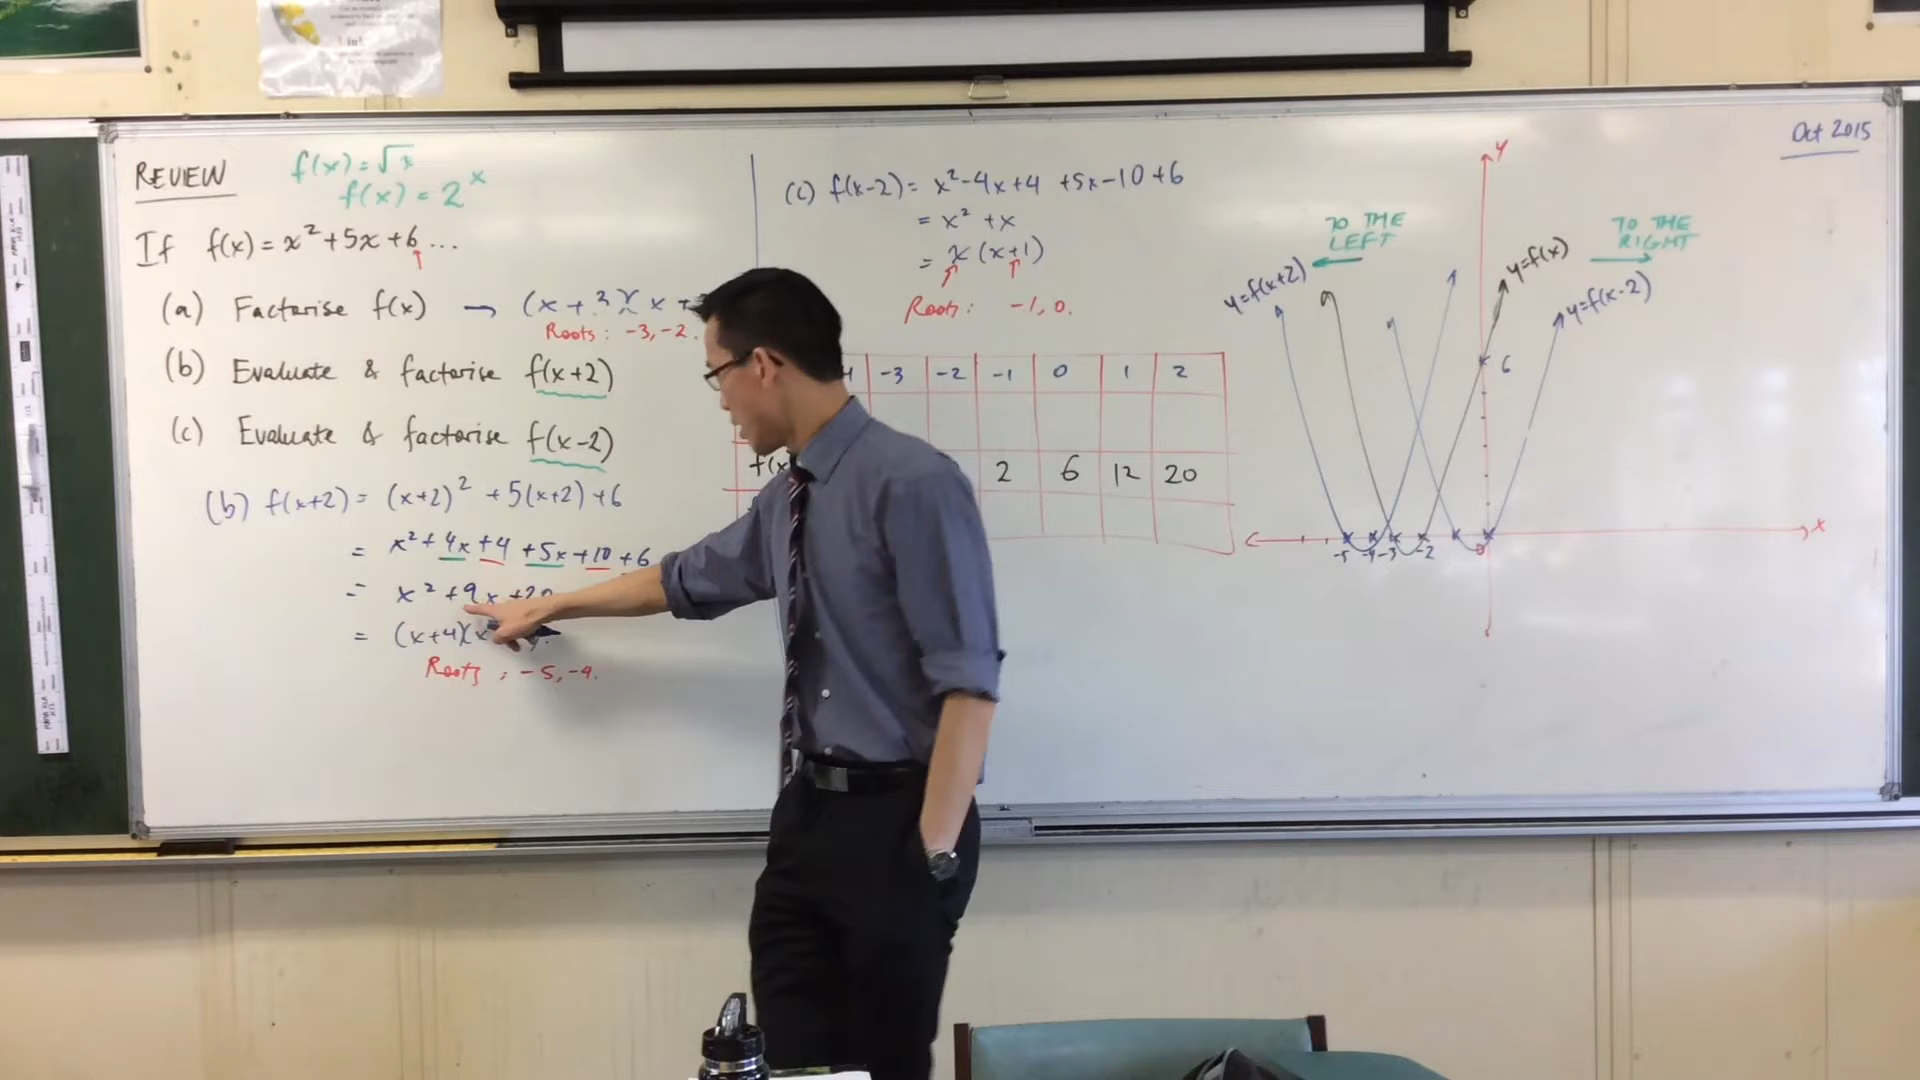 REVIEW
f(x) = √x
f(x) = 2^x
If f(x) = x² + 5x + 6 ...
(a) Factorise f(x) → (x + 3)(x +
Roots: -3, -2.
(b) Evaluate & factorise f(x+2)
(c) Evaluate & factorise f(x-2)
(b) f(x+2) = (x+2)² + 5(x+2) + 6
= x² + 4x + 4 + 5x + 10 + 6
= x² + 9x + 20
= (x+4)(x
Roots: -5, -4.
(c) f(x-2) = x² - 4x + 4 + 5x - 10 + 6
= x² + x
= x(x+1)
Roots: -1, 0.
-3 -2 -1 0 1 2
f(x 2 6 12 20
Oct 2015
y
TO THE LEFT
TO THE RIGHT
y=f(x+2)
y=f(x)
y=f(x-2)
6
x
-5 -4 -3 -2 0